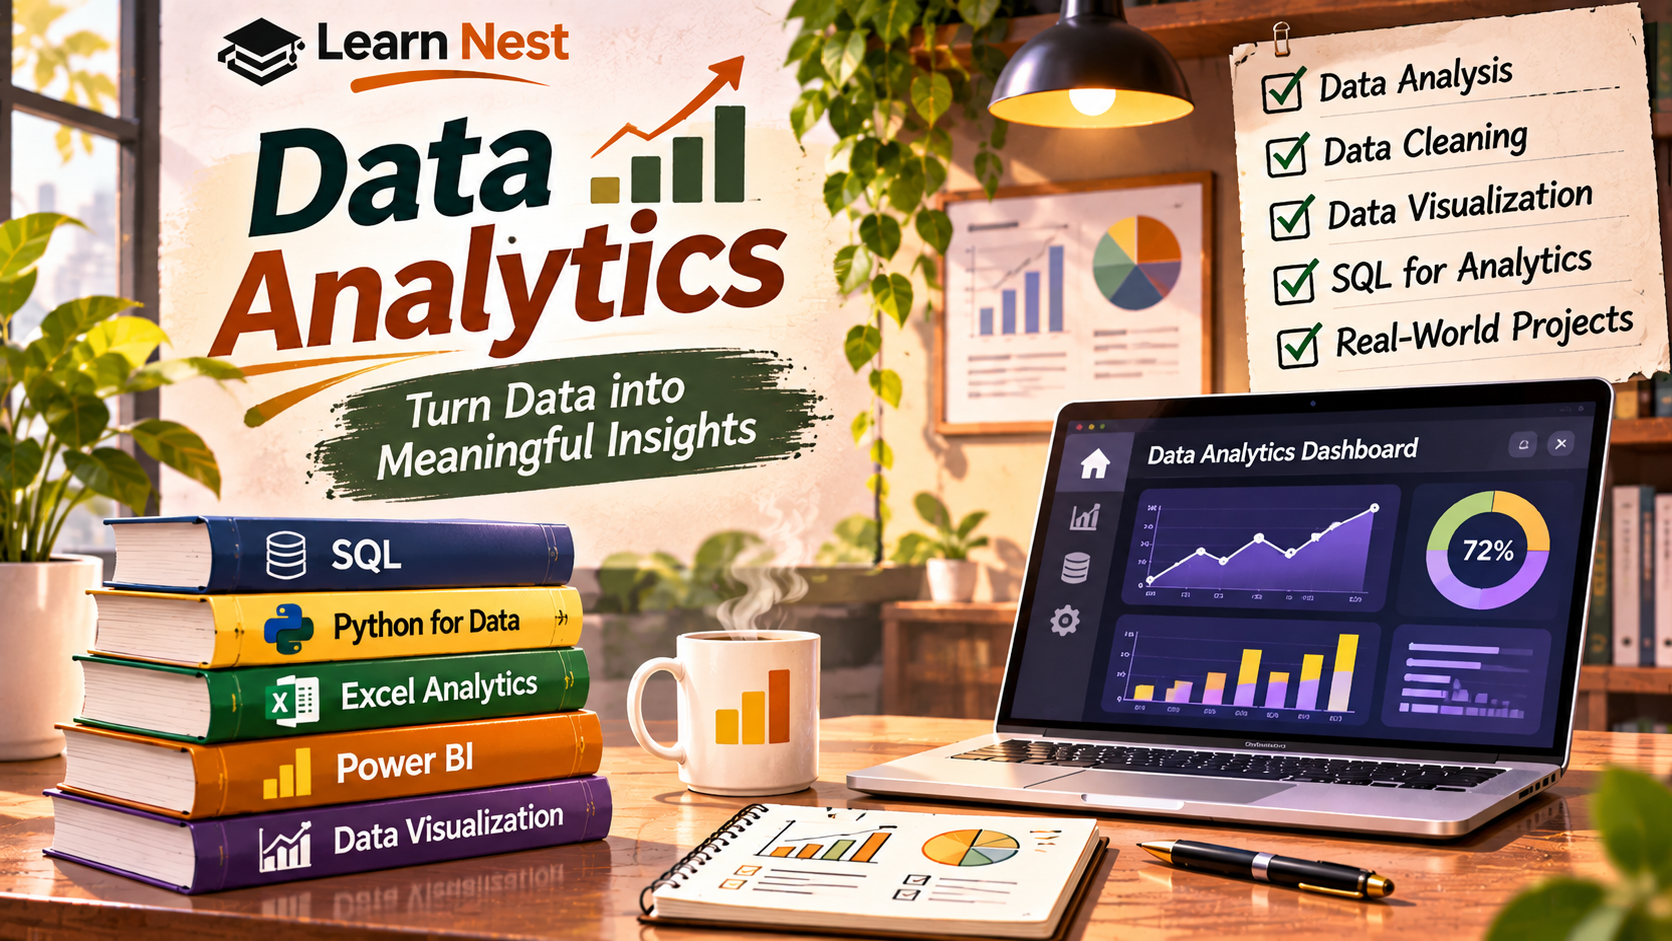 Learn Nest
Data
Analytics
Turn Data into
Meaningful Insights
Data Analysis
Data Cleaning
Data Visualization
SQL for Analytics
Real-World Projects
SQL
Python for Data
Excel Analytics
Power BI
Data Visualization
Data Analytics Dashboard
72%